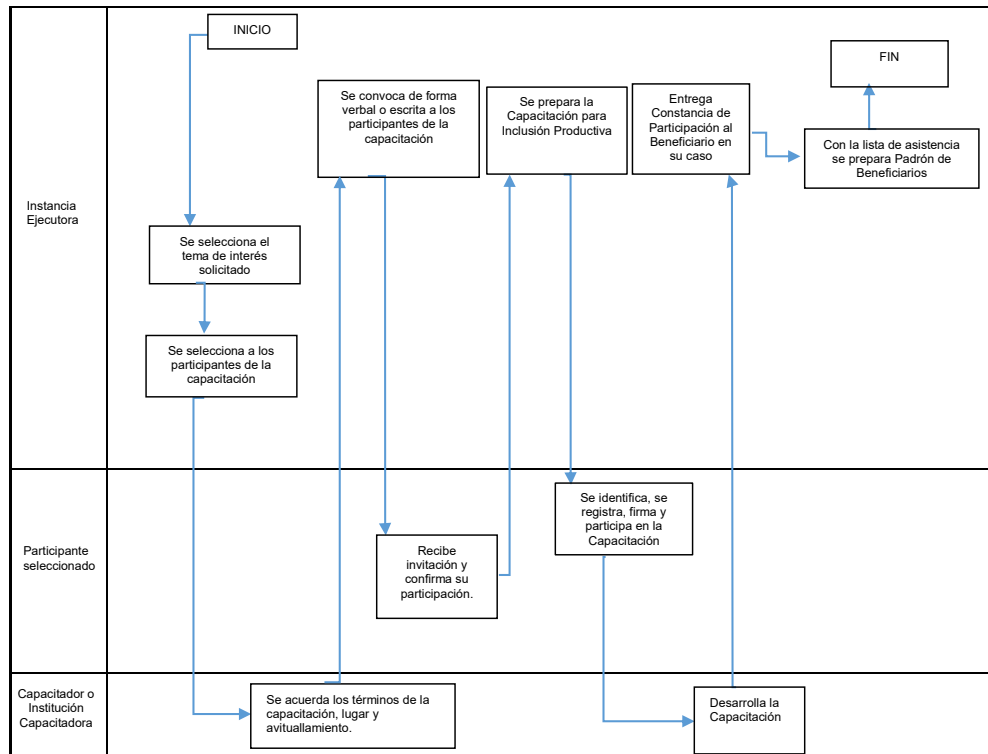 INICIO
FIN
Se convoca de forma
verbal o escrita a los
participantes de la
capacitación
Se prepara la
Capacitación para
Inclusión Productiva
Entrega
Constancia de
Participación al
Beneficiario en
su caso
Con la lista de asistencia
se prepara Padrón de
Beneficiarios
Instancia
Ejecutora
Se selecciona el
tema de interés
solicitado
Se selecciona a los
participantes de la
capacitación
Participante
seleccionado
Recibe
invitación y
confirma su
participación.
Se identifica, se
registra, firma y
participa en la
Capacitación
Capacitador o
Institución
Capacitadora
Se acuerda los términos de la
capacitación, lugar y
avituallamiento.
Desarrolla la
Capacitación